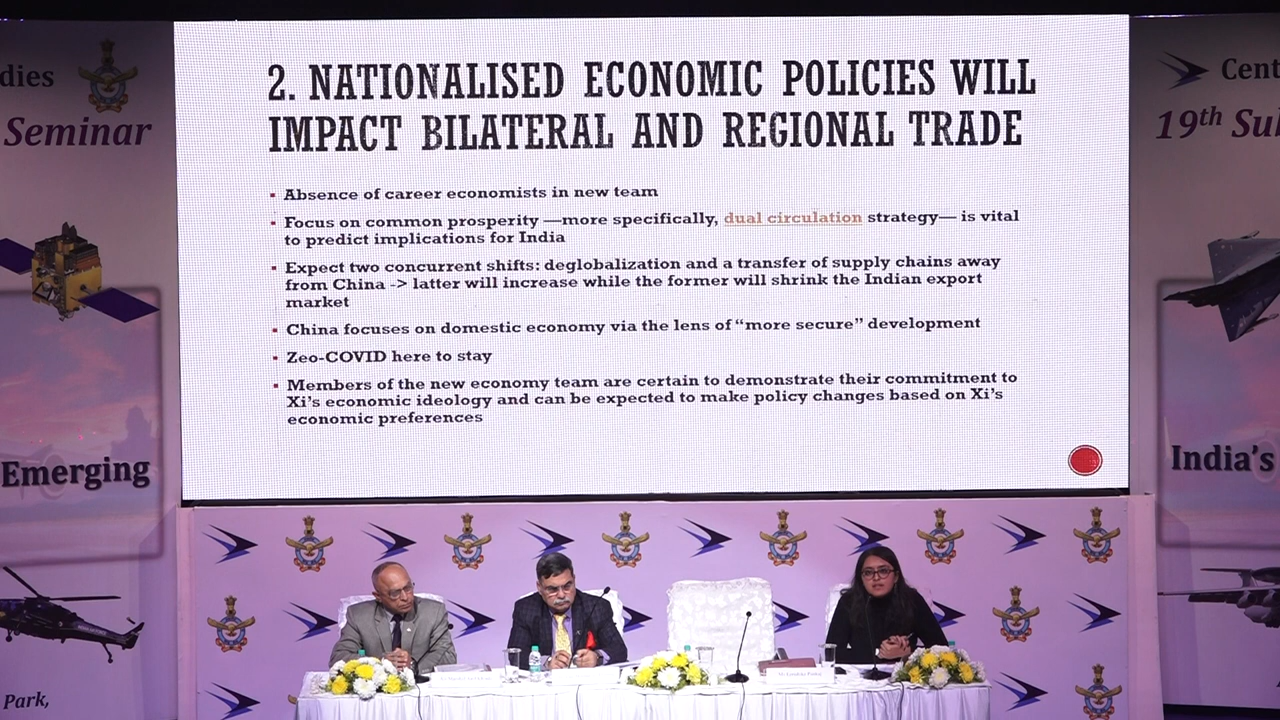 dies
Seminar
Emerging
Park,
2. NATIONALISED ECONOMIC POLICIES WILL
IMPACT BILATERAL AND REGIONAL TRADE
▪ Absence of career economists in new team
▪ Focus on common prosperity —more specifically, dual circulation strategy— is vital
to predict implications for India
▪ Expect two concurrent shifts: deglobalization and a transfer of supply chains away
from China -> latter will increase while the former will shrink the Indian export
market
▪ China focuses on domestic economy via the lens of “more secure” development
▪ Zeo-COVID here to stay
▪ Members of the new economy team are certain to demonstrate their commitment to
Xi’s economic ideology and can be expected to make policy changes based on Xi’s
economic preferences
Cent
19th Su
India’s